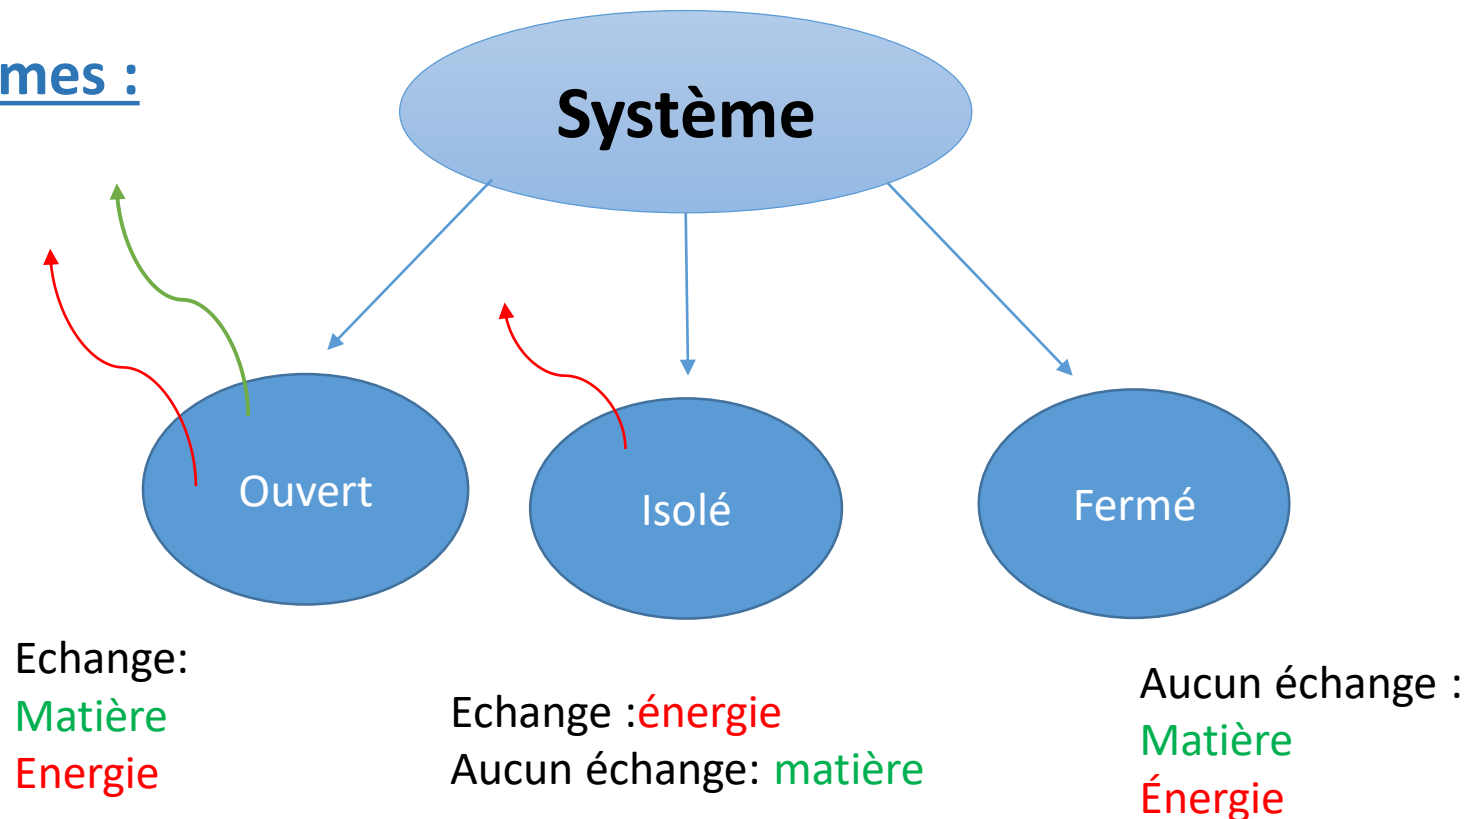 mes :
Système
Ouvert
Isolé
Fermé
Echange:
Matière
Energie
Echange :énergie
Aucun échange: matière
Aucun échange :
Matière
Énergie